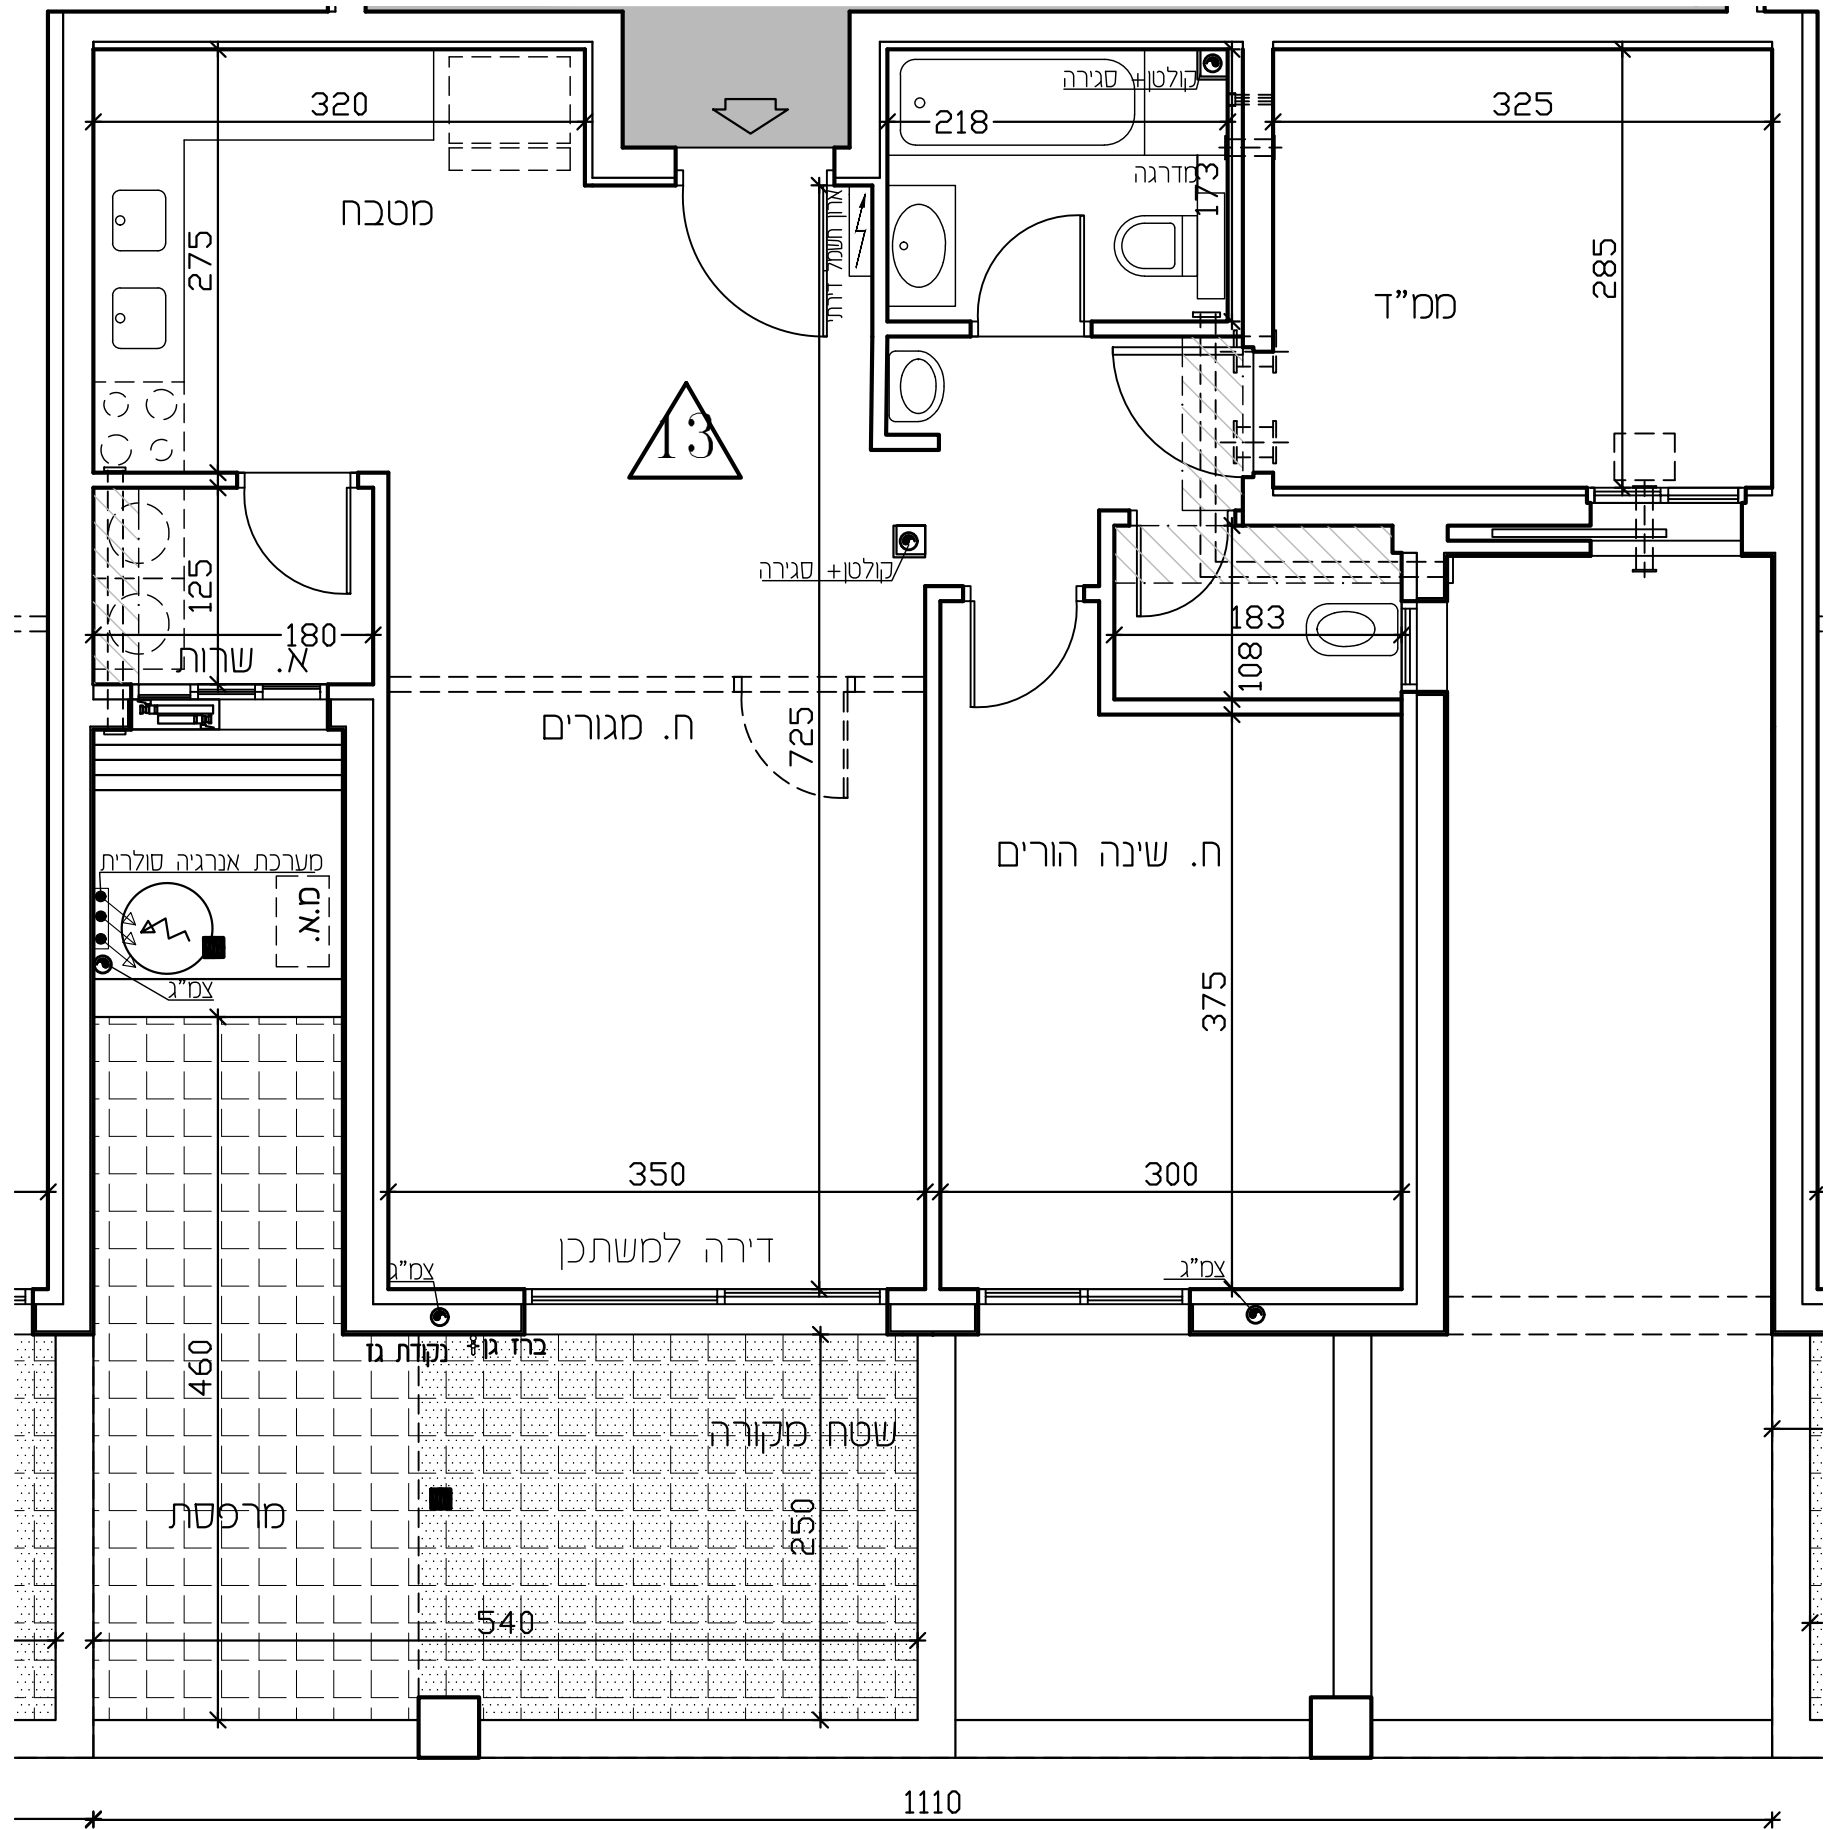 320
קולטן+ סגירה
218
325
מדרגה
173
מטבח
ארון חשמל דירתי
275
285
ממ"ד
13
קולטן+ סגירה
125
180
א. שרות
183
108
ח. מגורים
725
ח. שינה הורים
מערכת אנרגיה סולרית
מ.א.
צמ"ג
375
350
300
דירה למשתכן
צמ"ג
צמ"ג
נקודת גז
ברז גן
460
שטח מקורה
מרפסת
250
540
1110